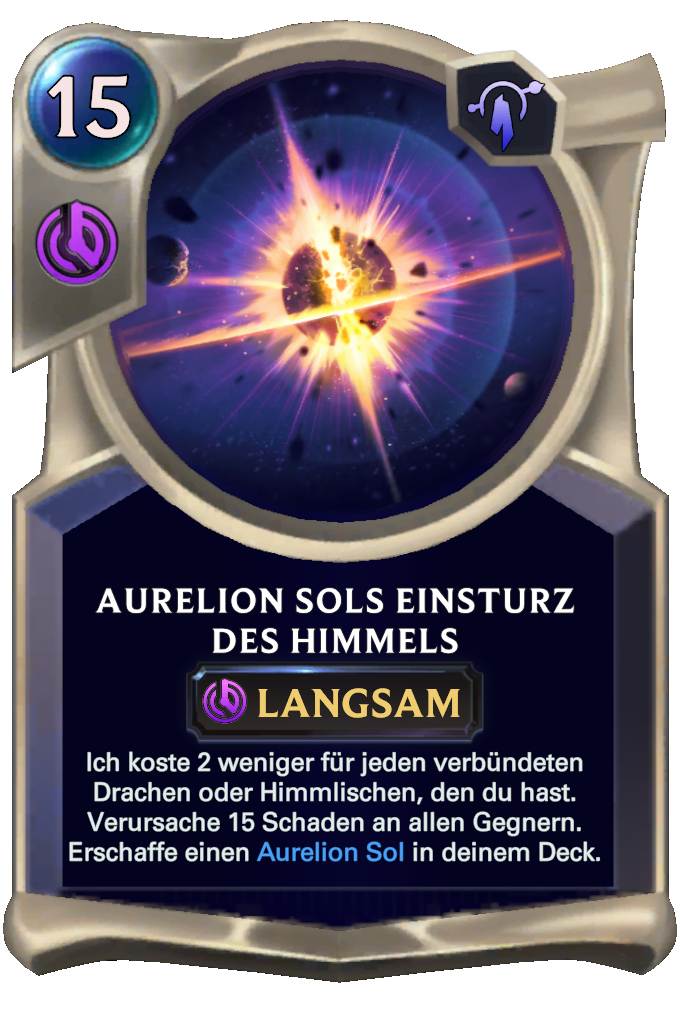 15
AURELION SOLS EINSTURZ
DES HIMMELS
LANGSAM
Ich koste 2 weniger für jeden verbündeten
Drachen oder Himmlischen, den du hast.
Verursache 15 Schaden an allen Gegnern.
Erschaffe einen Aurelion Sol in deinem Deck.